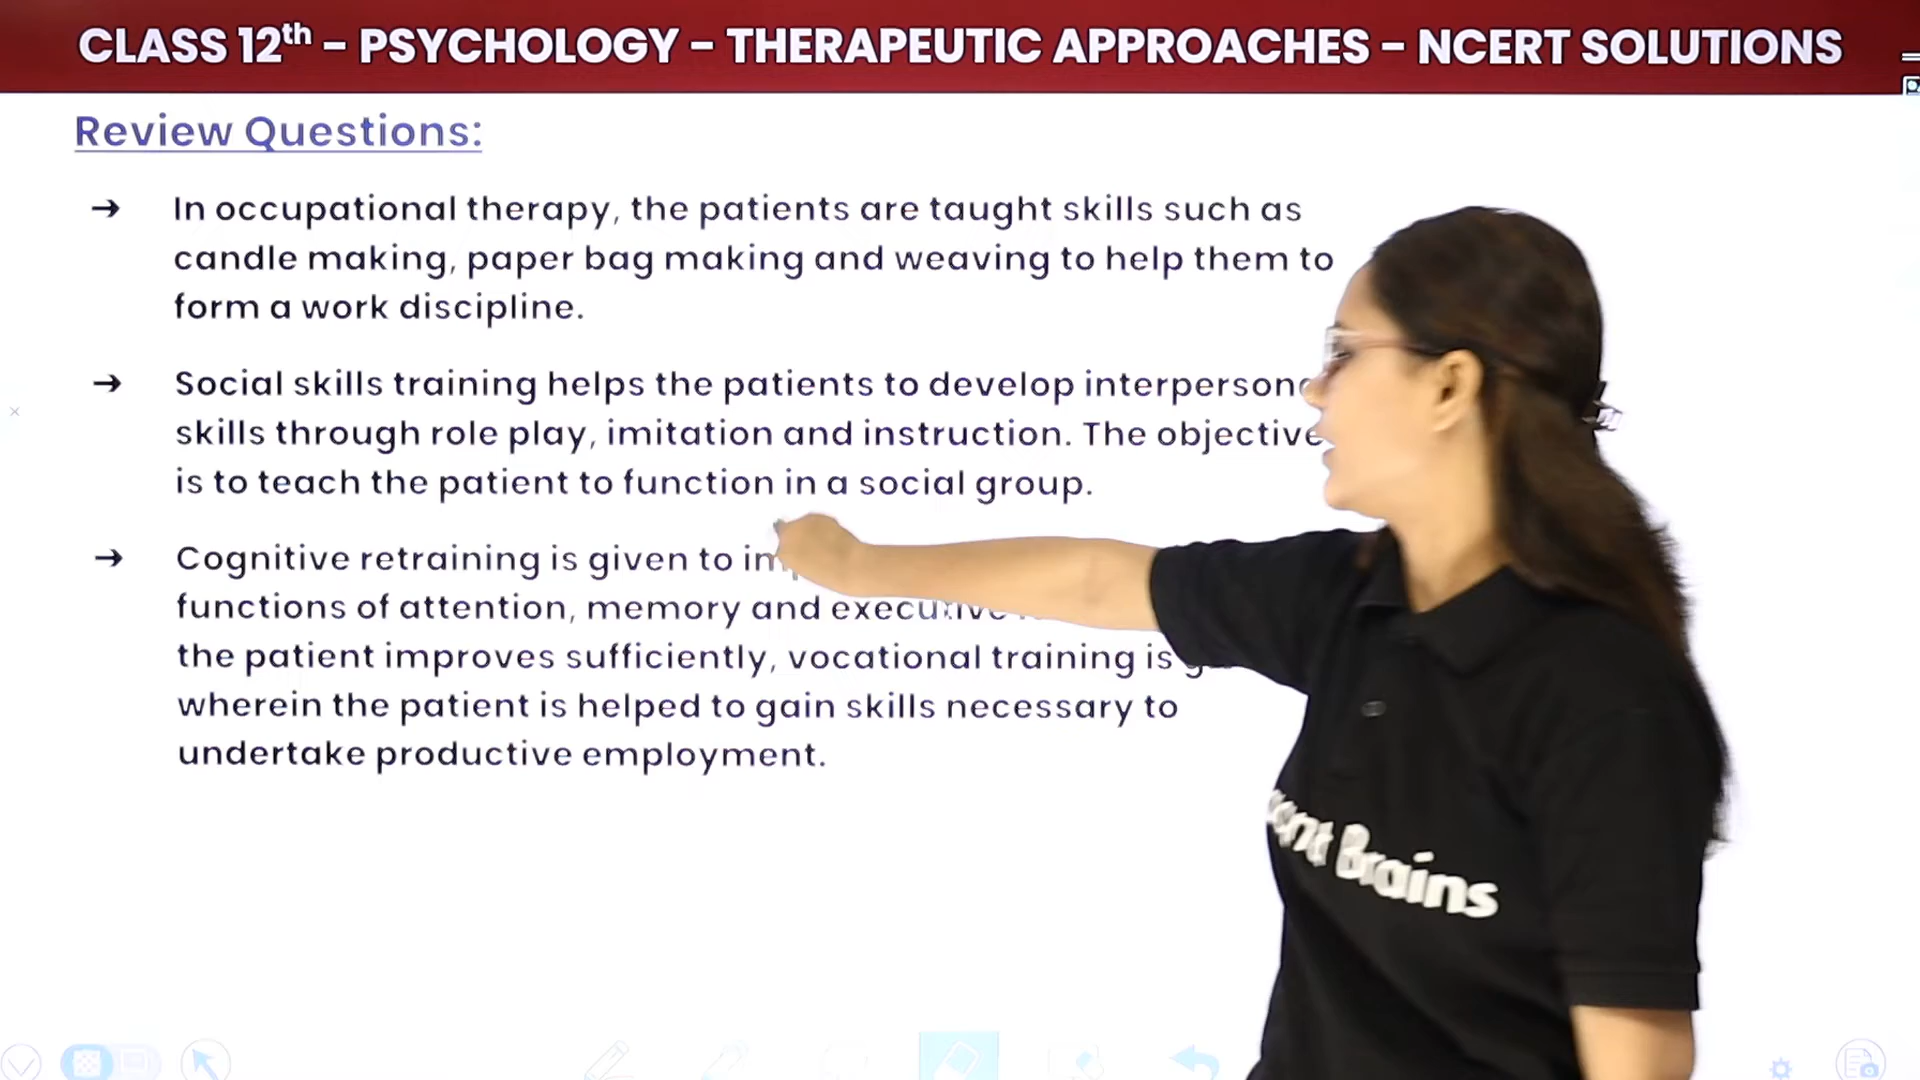 CLASS 12th – PSYCHOLOGY – THERAPEUTIC APPROACHES – NCERT SOLUTIONS
Review Questions:
→ In occupational therapy, the patients are taught skills such as
candle making, paper bag making and weaving to help them to
form a work discipline.
→ Social skills training helps the patients to develop
skills through role play, imitation and instruction. The objective
is to teach the patient to function in a social group.
→ Cognitive retraining is given to
functions of attention, memory and
the patient improves sufficiently, vocational training is
wherein the patient is helped to gain skills necessary to
undertake productive employment.
Brains